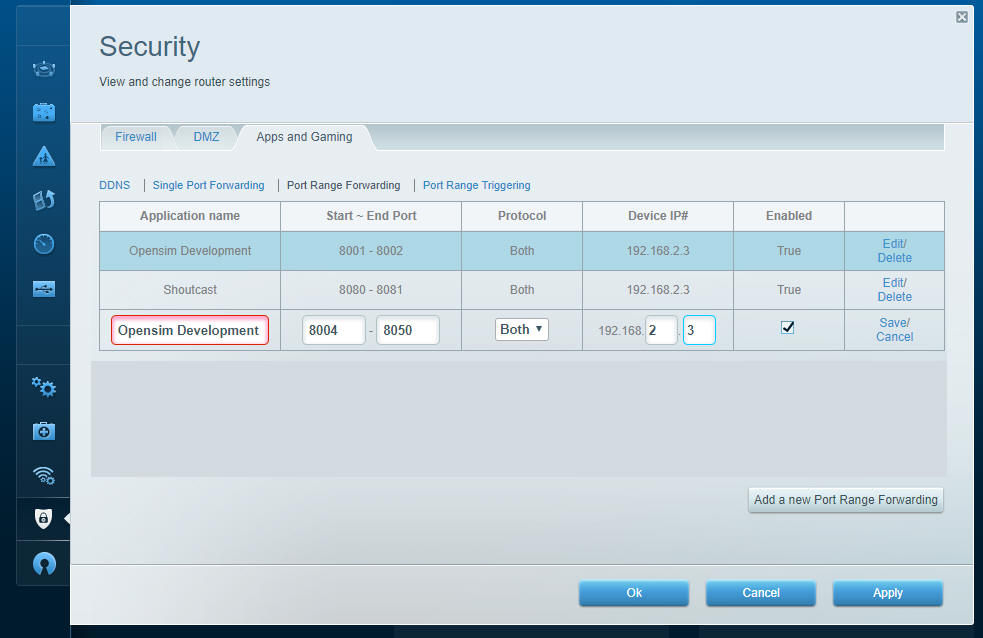 Security
View and change router settings
Firewall DMZ Apps and Gaming
DDNS | Single Port Forwarding | Port Range Forwarding | Port Range Triggering
Application name Start ~ End Port Protocol Device IP# Enabled
Opensim Development 8001 - 8002 Both 192.168.2.3 True Edit/
Delete
Shoutcast 8080 - 8081 Both 192.168.2.3 True Edit/
Delete
Opensim Development 8004 - 8050 Both 192.168. 2 . 3 Save/
Cancel
Add a new Port Range Forwarding
Ok Cancel Apply